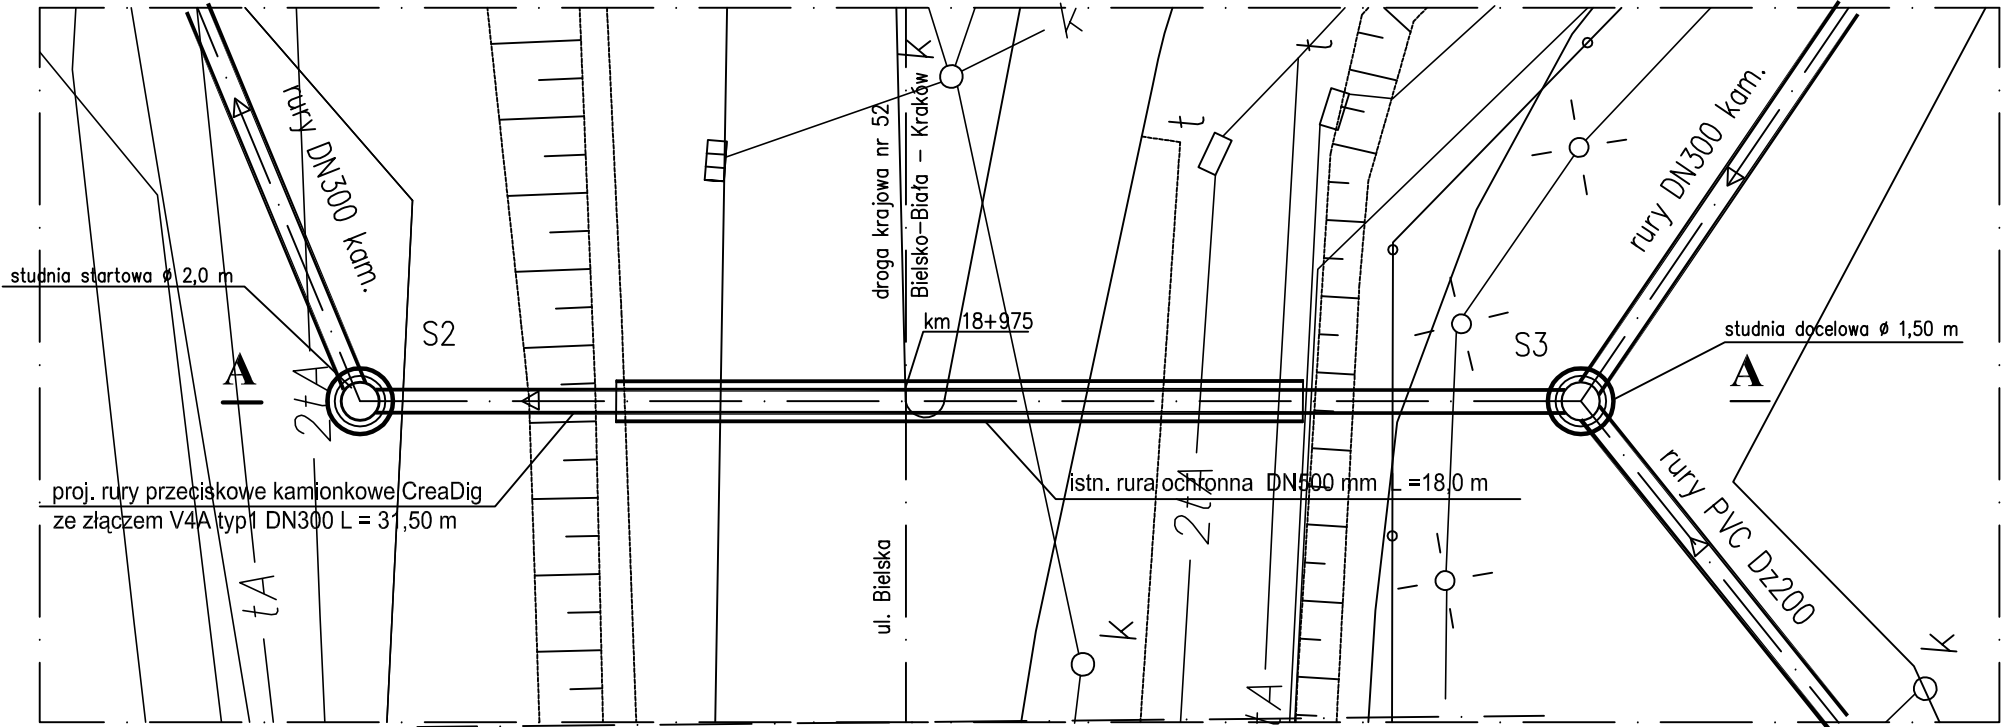 rury DN300 kam.
studnia startowa ø 2,0 m
S2
A
2tA
proj. rury przeciskowe kamionkowe CreaDig
ze złączem V4A typ1 DN300 L = 31,50 m
tA
k
k
droga krajowa nr 52
Bielsko-Biała - Kraków
km 18+975
ul. Bielska
k
t
t
istn. rura ochronna DN500 mm L =18,0 m
2tA
tA
rury DN300 kam.
S3
studnia docelowa ø 1,50 m
A
rury PVC Dz200
k